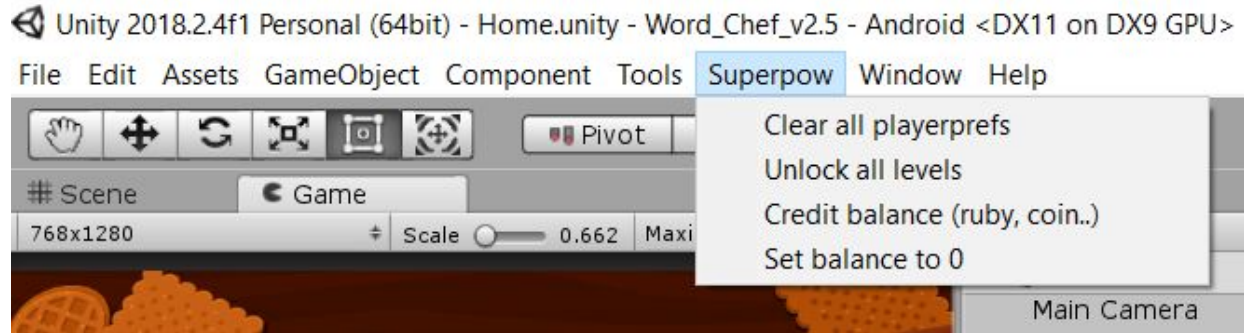 Unity 2018.2.4f1 Personal (64bit) - Home.unity - Word_Chef_v2.5 - Android <DX11 on DX9 GPU>
File Edit Assets GameObject Component Tools Superpow Window Help
Pivot
Clear all playerprefs
Unlock all levels
Credit balance (ruby, coin..)
Set balance to 0
Scene Game
768x1280 Scale 0.662 Maxi
Main Camera